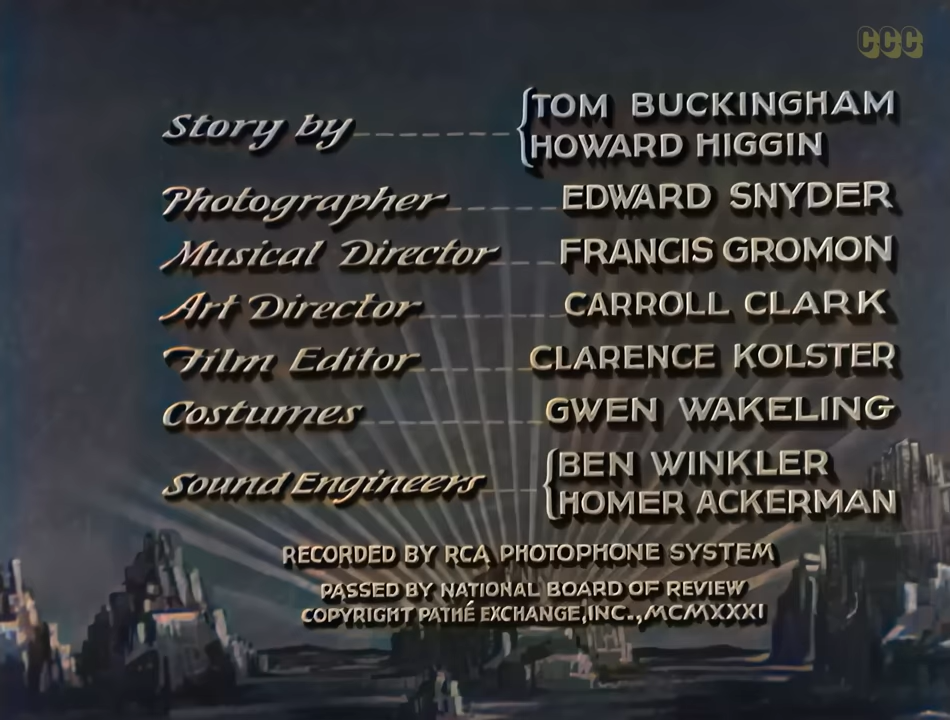 CCC
Story by TOM BUCKINGHAM
HOWARD HIGGIN
Photographer EDWARD SNYDER
Musical Director FRANCIS GROMON
Art Director CARROLL CLARK
Film Editor CLARENCE KOLSTER
Costumes GWEN WAKELING
Sound Engineers BEN WINKLER
HOMER ACKERMAN
RECORDED BY RCA PHOTOPHONE SYSTEM
PASSED BY NATIONAL BOARD OF REVIEW
COPYRIGHT PATHÉ EXCHANGE, INC., MCMXXXI